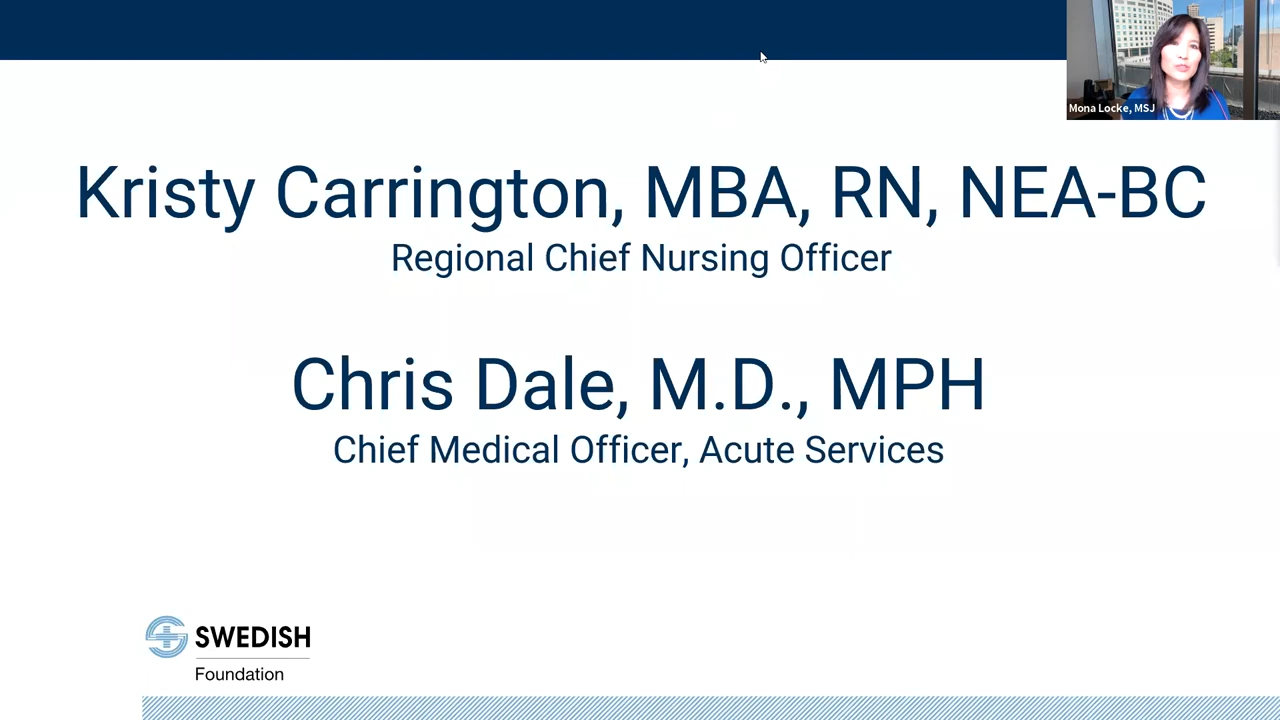 Mona Locke, MSJ
Kristy Carrington, MBA, RN, NEA-BC
Regional Chief Nursing Officer
Chris Dale, M.D., MPH
Chief Medical Officer, Acute Services
SWEDISH
Foundation